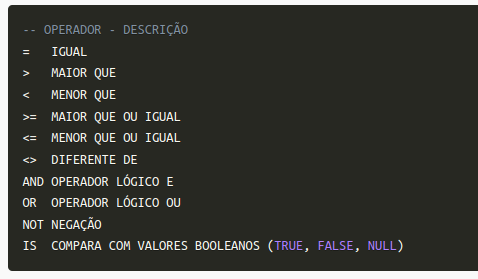 -- OPERADOR - DESCRIÇÃO
=   IGUAL
>   MAIOR QUE
<   MENOR QUE
>=  MAIOR QUE OU IGUAL
<=  MENOR QUE OU IGUAL
<>  DIFERENTE DE
AND OPERADOR LÓGICO E
OR  OPERADOR LÓGICO OU
NOT NEGAÇÃO
IS  COMPARA COM VALORES BOOLEANOS (TRUE, FALSE, NULL)